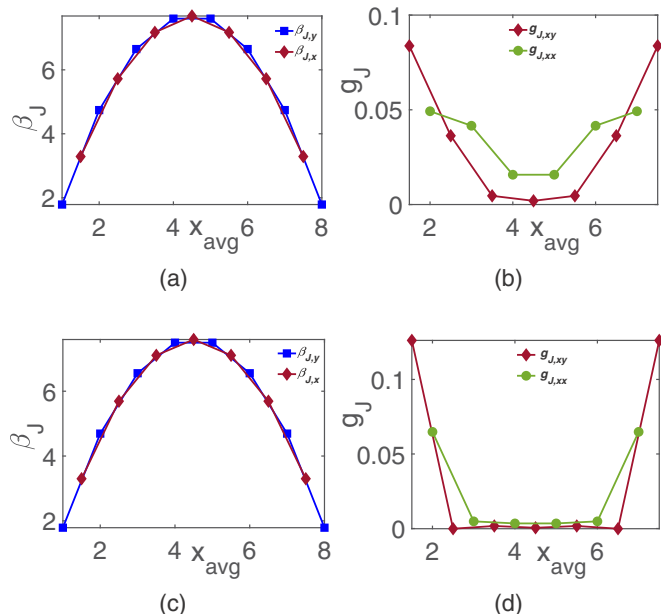 β_J,y
β_J,x
β_J
6
4
2
2 4 6 8
x_avg
(a)
0.1
g_J,xy
g_J,xx
g_J
0.05
0
2 4 6
x_avg
(b)
β_J,y
β_J,x
β_J
6
4
2
2 4 6 8
x_avg
(c)
g_J,xy
g_J,xx
0.1
g_J
0.05
0
2 4 6
x_avg
(d)